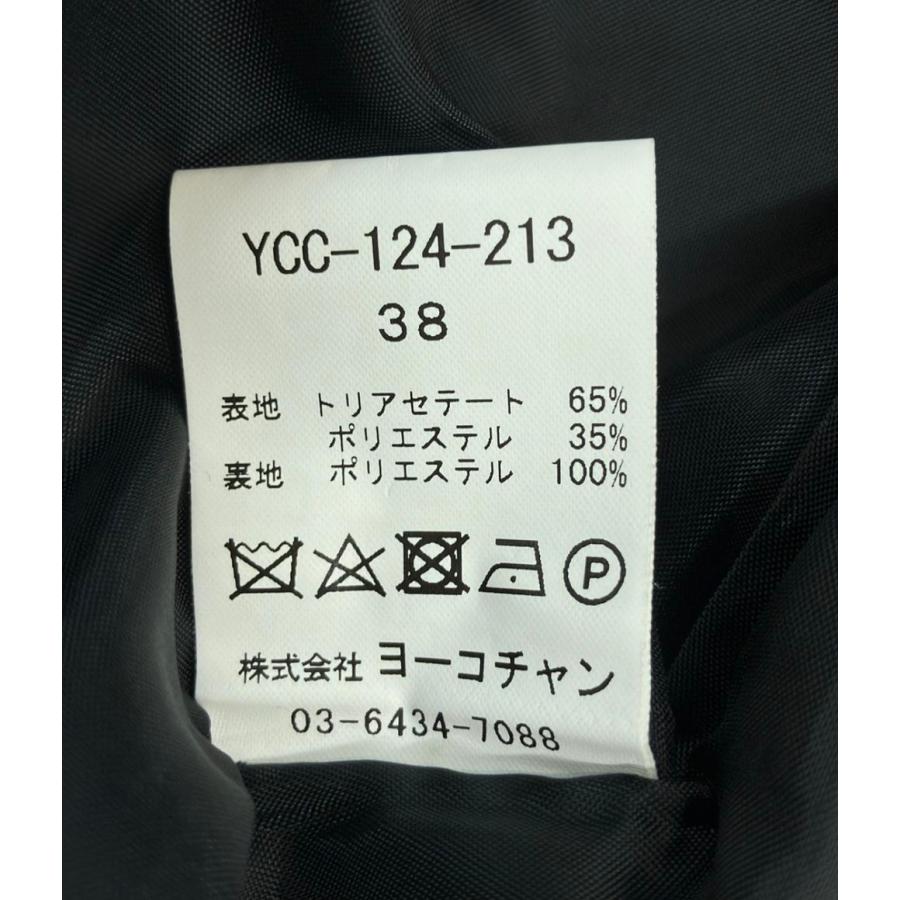 YCC-124-213
38
表地 トリアセテート 65%
ポリエステル 35%
裏地 ポリエステル 100%
P
株式会社 ヨーコチャン
03-6434-7088